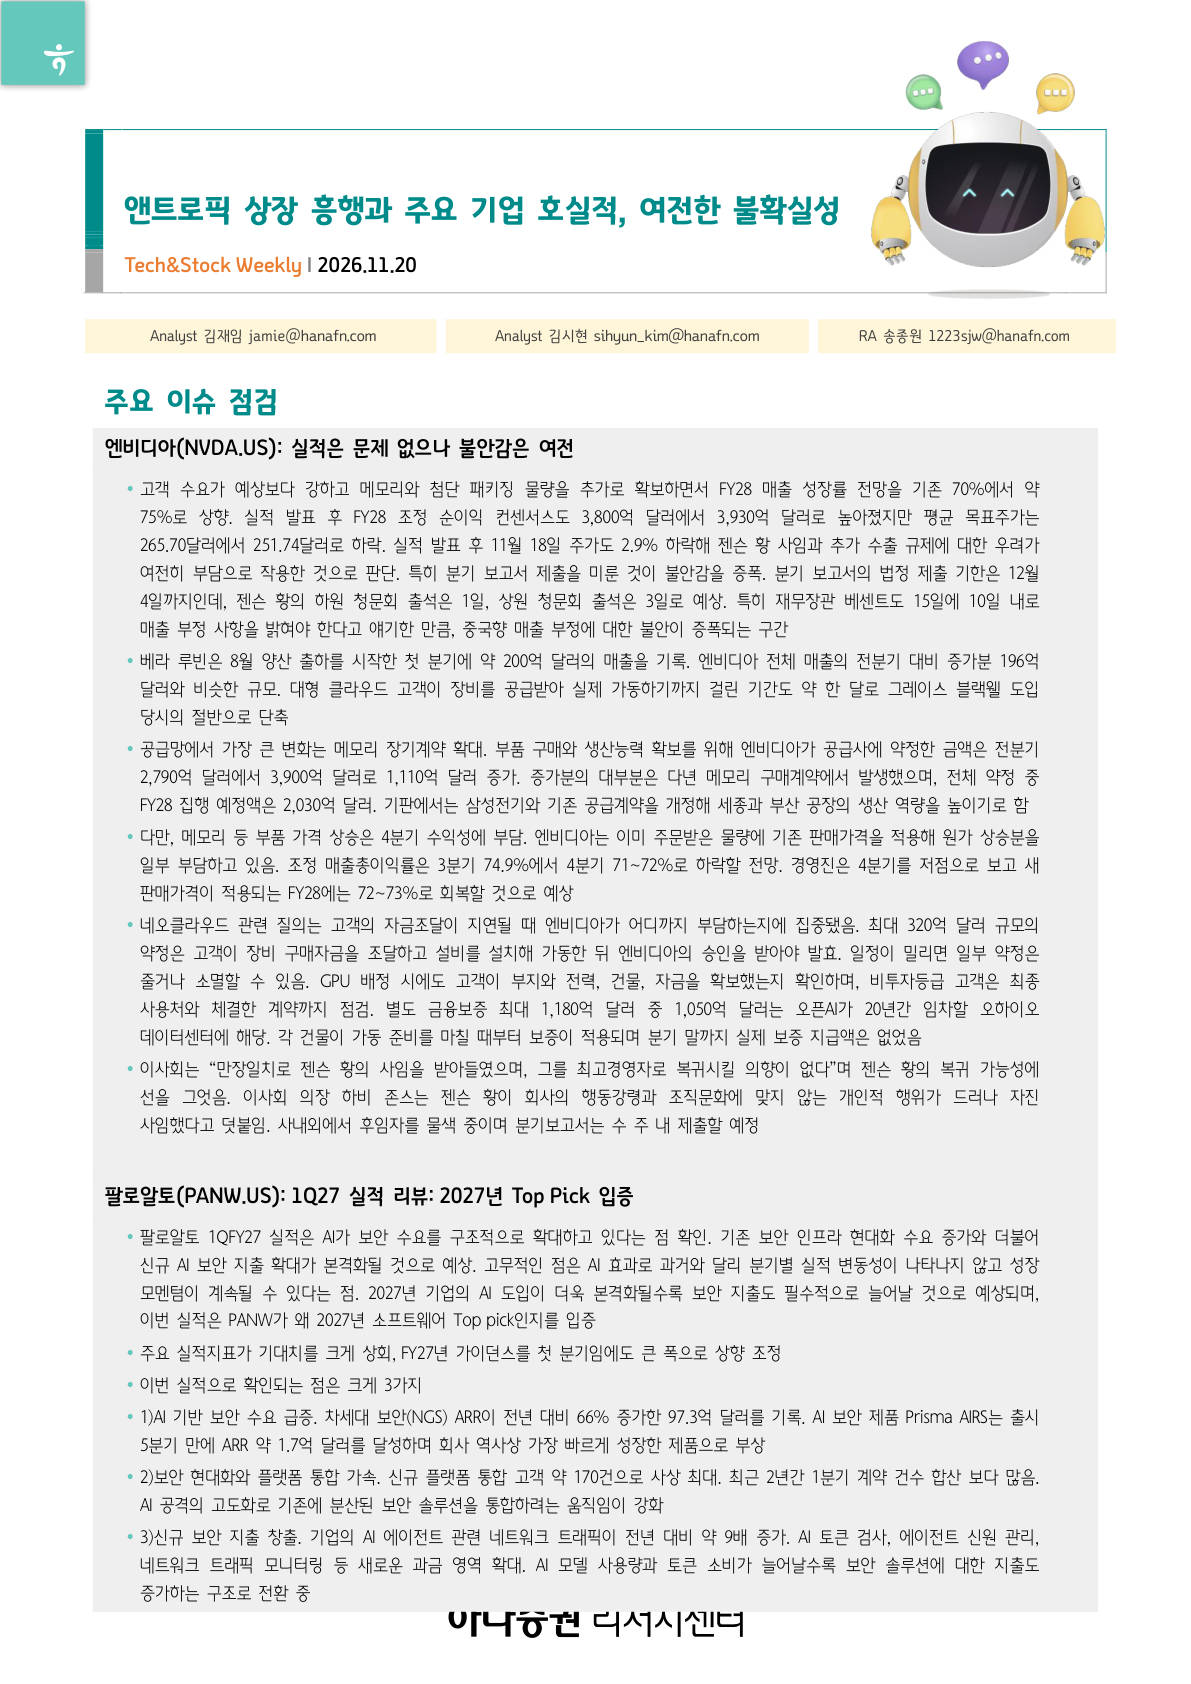 앤트로픽 상장 흥행과 주요 기업 호실적, 여전한 불확실성
Tech&Stock Weekly | 2026.11.20
Analyst 김재임 jamie@hanafn.com
Analyst 김시현 sihyun_kim@hanafn.com
RA 송종원 1223sjw@hanafn.com
주요 이슈 점검
엔비디아(NVDA.US): 실적은 문제 없으나 불안감은 여전
• 고객 수요가 예상보다 강하고 메모리와 첨단 패키징 물량을 추가로 확보하면서 FY28 매출 성장률 전망을 기존 70%에서 약
75%로 상향. 실적 발표 후 FY28 조정 순이익 컨센서스도 3,800억 달러에서 3,930억 달러로 높아졌지만 평균 목표주가는
265.70달러에서 251.74달러로 하락. 실적 발표 후 11월 18일 주가도 2.9% 하락해 젠슨 황 사임과 추가 수출 규제에 대한 우려가
여전히 부담으로 작용한 것으로 판단. 특히 분기 보고서 제출을 미룬 것이 불안감을 증폭. 분기 보고서의 법정 제출 기한은 12월
4일까지인데, 젠슨 황의 하원 청문회 출석은 1일, 상원 청문회 출석은 3일로 예상. 특히 재무장관 베센트도 15일에 10일 내로
매출 부정 사항을 밝혀야 한다고 얘기한 만큼, 중국향 매출 부정에 대한 불안이 증폭되는 구간
• 베라 루빈은 8월 양산 출하를 시작한 첫 분기에 약 200억 달러의 매출을 기록. 엔비디아 전체 매출의 전분기 대비 증가분 196억
달러와 비슷한 규모. 대형 클라우드 고객이 장비를 공급받아 실제 가동하기까지 걸린 기간도 약 한 달로 그레이스 블랙웰 도입
당시의 절반으로 단축
• 공급망에서 가장 큰 변화는 메모리 장기계약 확대. 부품 구매와 생산능력 확보를 위해 엔비디아가 공급사에 약정한 금액은 전분기
2,790억 달러에서 3,900억 달러로 1,110억 달러 증가. 증가분의 대부분은 다년 메모리 구매계약에서 발생했으며, 전체 약정 중
FY28 집행 예정액은 2,030억 달러. 기판에서는 삼성전기와 기존 공급계약을 개정해 세종과 부산 공장의 생산 역량을 높이기로 함
• 다만, 메모리 등 부품 가격 상승은 4분기 수익성에 부담. 엔비디아는 이미 주문받은 물량에 기존 판매가격을 적용해 원가 상승분을
일부 부담하고 있음. 조정 매출총이익률은 3분기 74.9%에서 4분기 71~72%로 하락할 전망. 경영진은 4분기를 저점으로 보고 새
판매가격이 적용되는 FY28에는 72~73%로 회복할 것으로 예상
• 네오클라우드 관련 질의는 고객의 자금조달이 지연될 때 엔비디아가 어디까지 부담하는지에 집중됐음. 최대 320억 달러 규모의
약정은 고객이 장비 구매자금을 조달하고 설비를 설치해 가동한 뒤 엔비디아의 승인을 받아야 발효. 일정이 밀리면 일부 약정은
줄거나 소멸할 수 있음. GPU 배정 시에도 고객이 부지와 전력, 건물, 자금을 확보했는지 확인하며, 비투자등급 고객은 최종
사용처와 체결한 계약까지 점검. 별도 금융보증 최대 1,180억 달러 중 1,050억 달러는 오픈AI가 20년간 임차할 오하이오
데이터센터에 해당. 각 건물이 가동 준비를 마칠 때부터 보증이 적용되며 분기 말까지 실제 보증 지급액은 없었음
• 이사회는 “만장일치로 젠슨 황의 사임을 받아들였으며, 그를 최고경영자로 복귀시킬 의향이 없다”며 젠슨 황의 복귀 가능성에
선을 그었음. 이사회 의장 하비 존스는 젠슨 황이 회사의 행동강령과 조직문화에 맞지 않는 개인적 행위가 드러나 자진
사임했다고 덧붙임. 사내외에서 후임자를 물색 중이며 분기보고서는 수 주 내 제출할 예정
팔로알토(PANW.US): 1Q27 실적 리뷰: 2027년 Top Pick 입증
• 팔로알토 1QFY27 실적은 AI가 보안 수요를 구조적으로 확대하고 있다는 점 확인. 기존 보안 인프라 현대화 수요 증가와 더불어
신규 AI 보안 지출 확대가 본격화될 것으로 예상. 고무적인 점은 AI 효과로 과거와 달리 분기별 실적 변동성이 나타나지 않고 성장
모멘텀이 계속될 수 있다는 점. 2027년 기업의 AI 도입이 더욱 본격화될수록 보안 지출도 필수적으로 늘어날 것으로 예상되며,
이번 실적은 PANW가 왜 2027년 소프트웨어 Top pick인지를 입증
• 주요 실적지표가 기대치를 크게 상회, FY27년 가이던스를 첫 분기임에도 큰 폭으로 상향 조정
• 이번 실적으로 확인되는 점은 크게 3가지
• 1)AI 기반 보안 수요 급증. 차세대 보안(NGS) ARR이 전년 대비 66% 증가한 97.3억 달러를 기록. AI 보안 제품 Prisma AIRS는 출시
5분기 만에 ARR 약 1.7억 달러를 달성하며 회사 역사상 가장 빠르게 성장한 제품으로 부상
• 2)보안 현대화와 플랫폼 통합 가속. 신규 플랫폼 통합 고객 약 170건으로 사상 최대. 최근 2년간 1분기 계약 건수 합산 보다 많음.
AI 공격의 고도화로 기존에 분산된 보안 솔루션을 통합하려는 움직임이 강화
• 3)신규 보안 지출 창출. 기업의 AI 에이전트 관련 네트워크 트래픽이 전년 대비 약 9배 증가. AI 토큰 검사, 에이전트 신원 관리,
네트워크 트래픽 모니터링 등 새로운 과금 영역 확대. AI 모델 사용량과 토큰 소비가 늘어날수록 보안 솔루션에 대한 지출도
증가하는 구조로 전환 중
하나증권 리서치센터